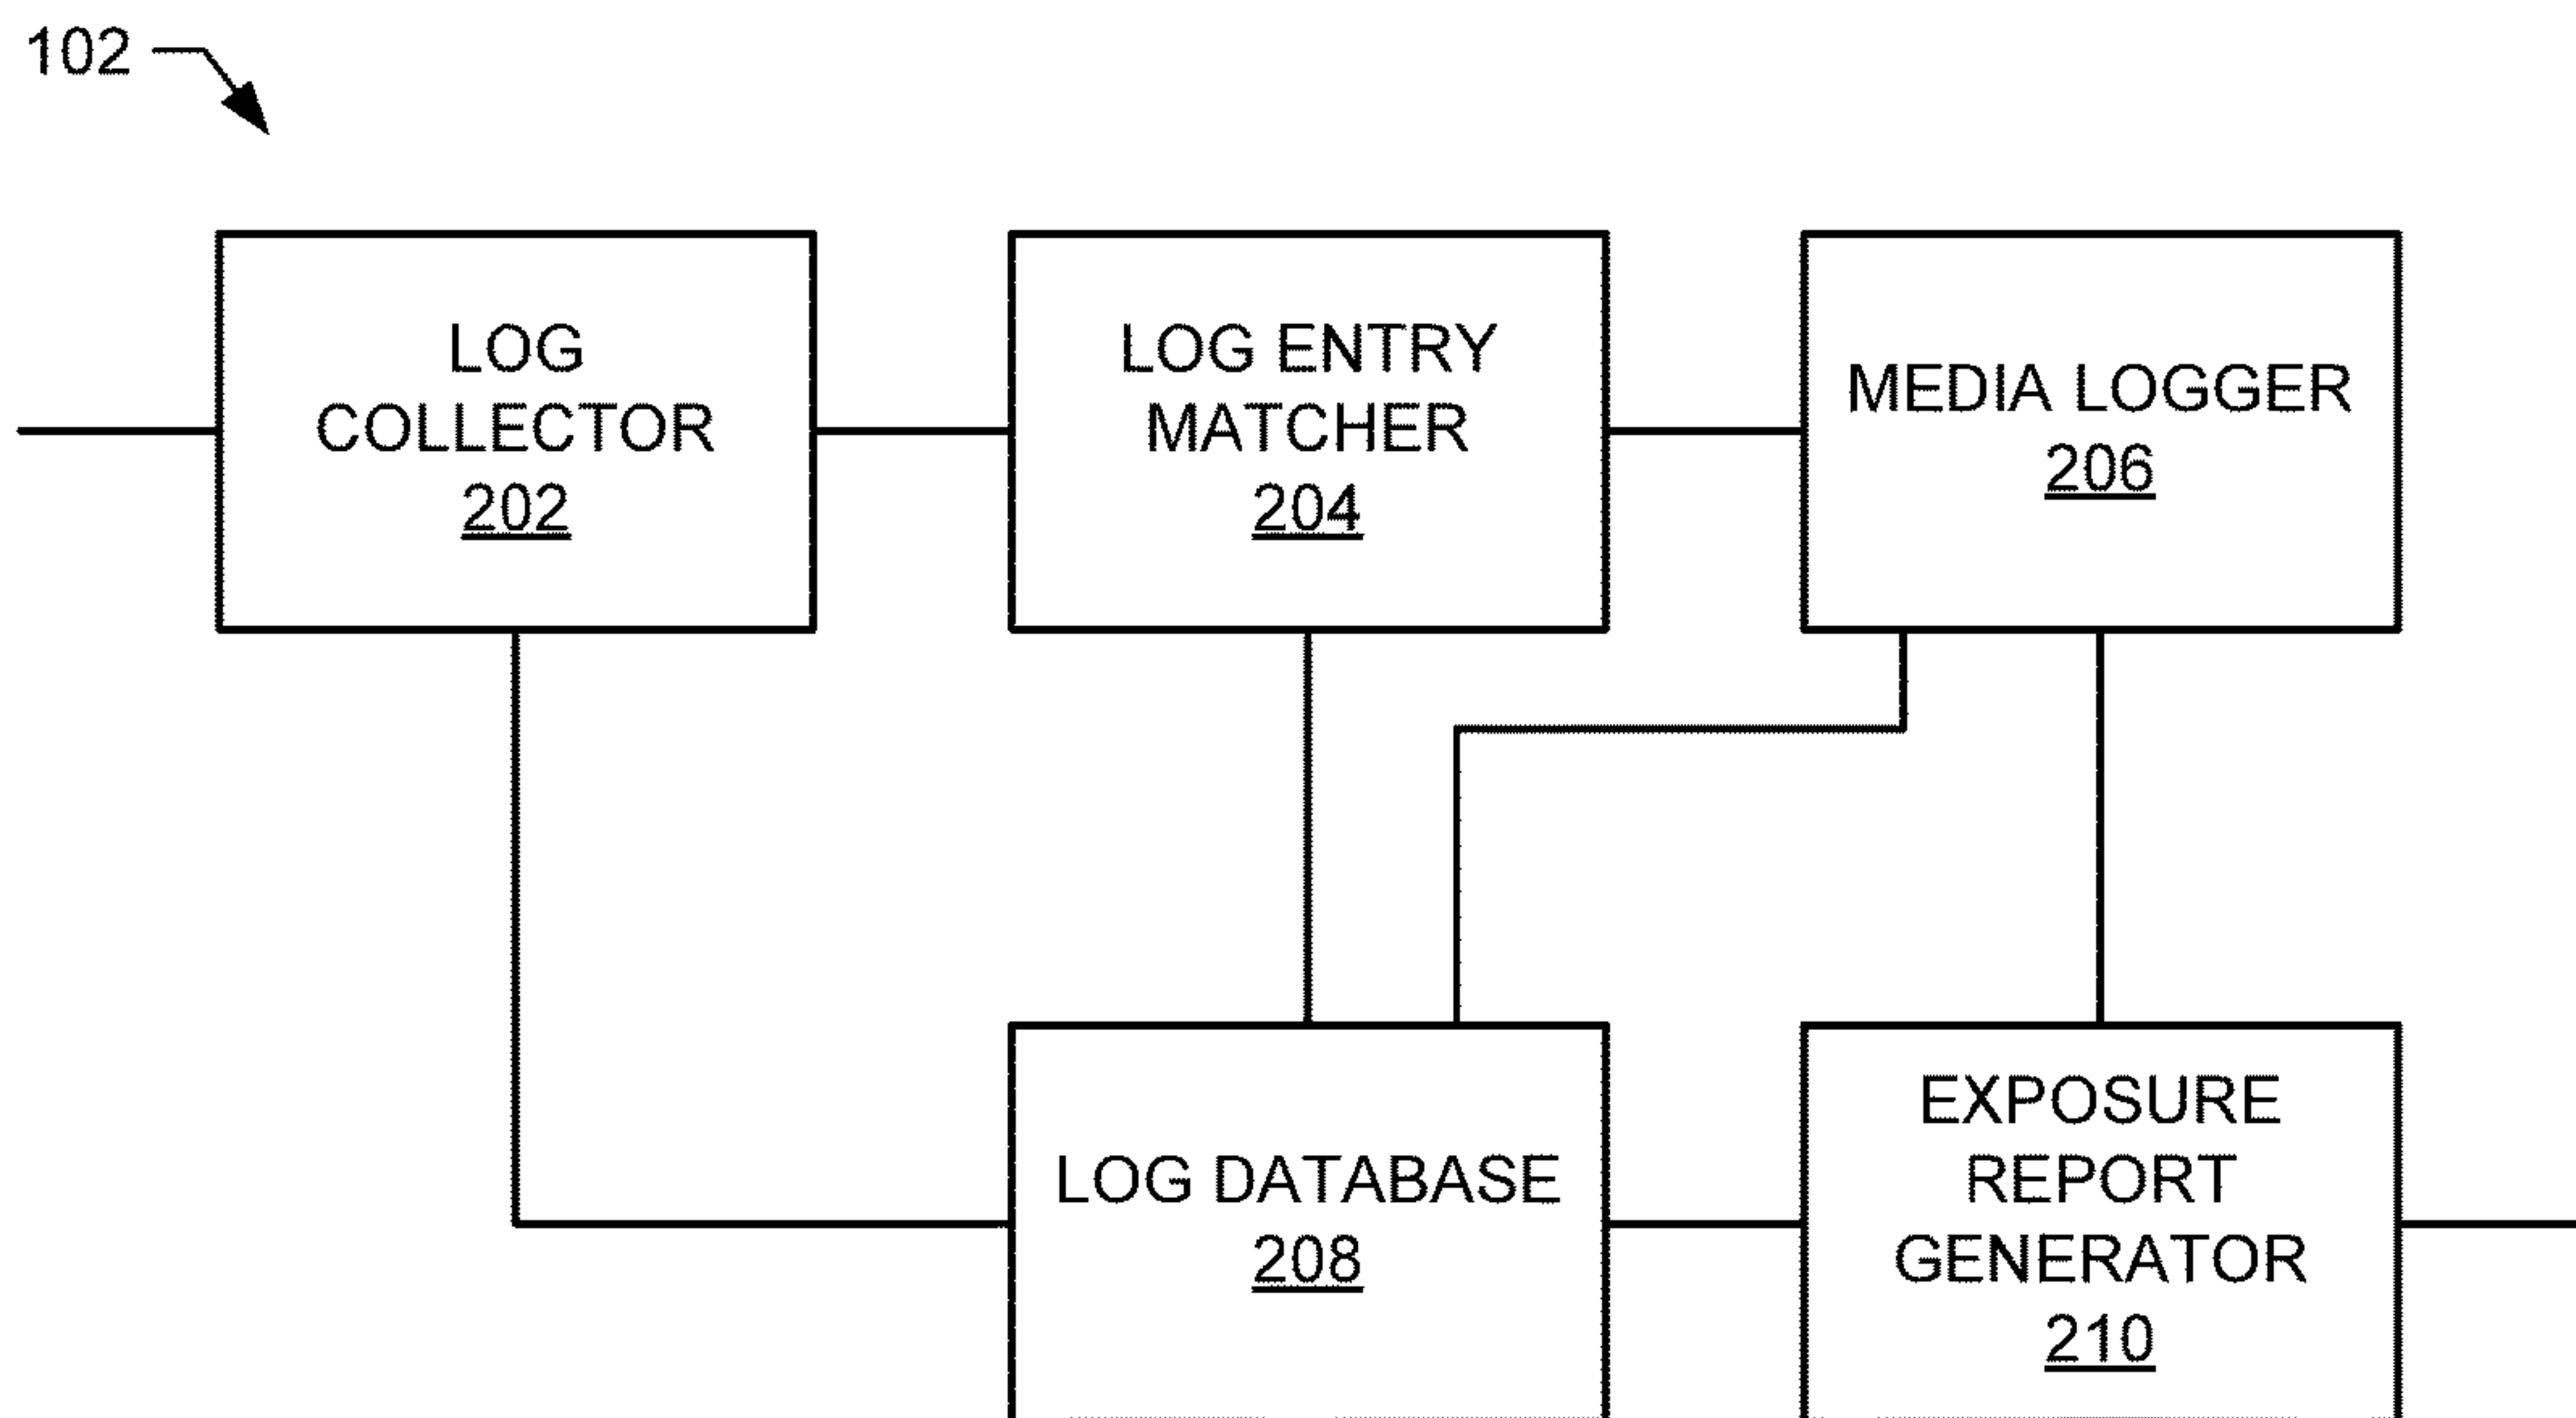 102
LOG
COLLECTOR
202
LOG ENTRY
MATCHER
204
MEDIA LOGGER
206
LOG DATABASE
208
EXPOSURE
REPORT
GENERATOR
210